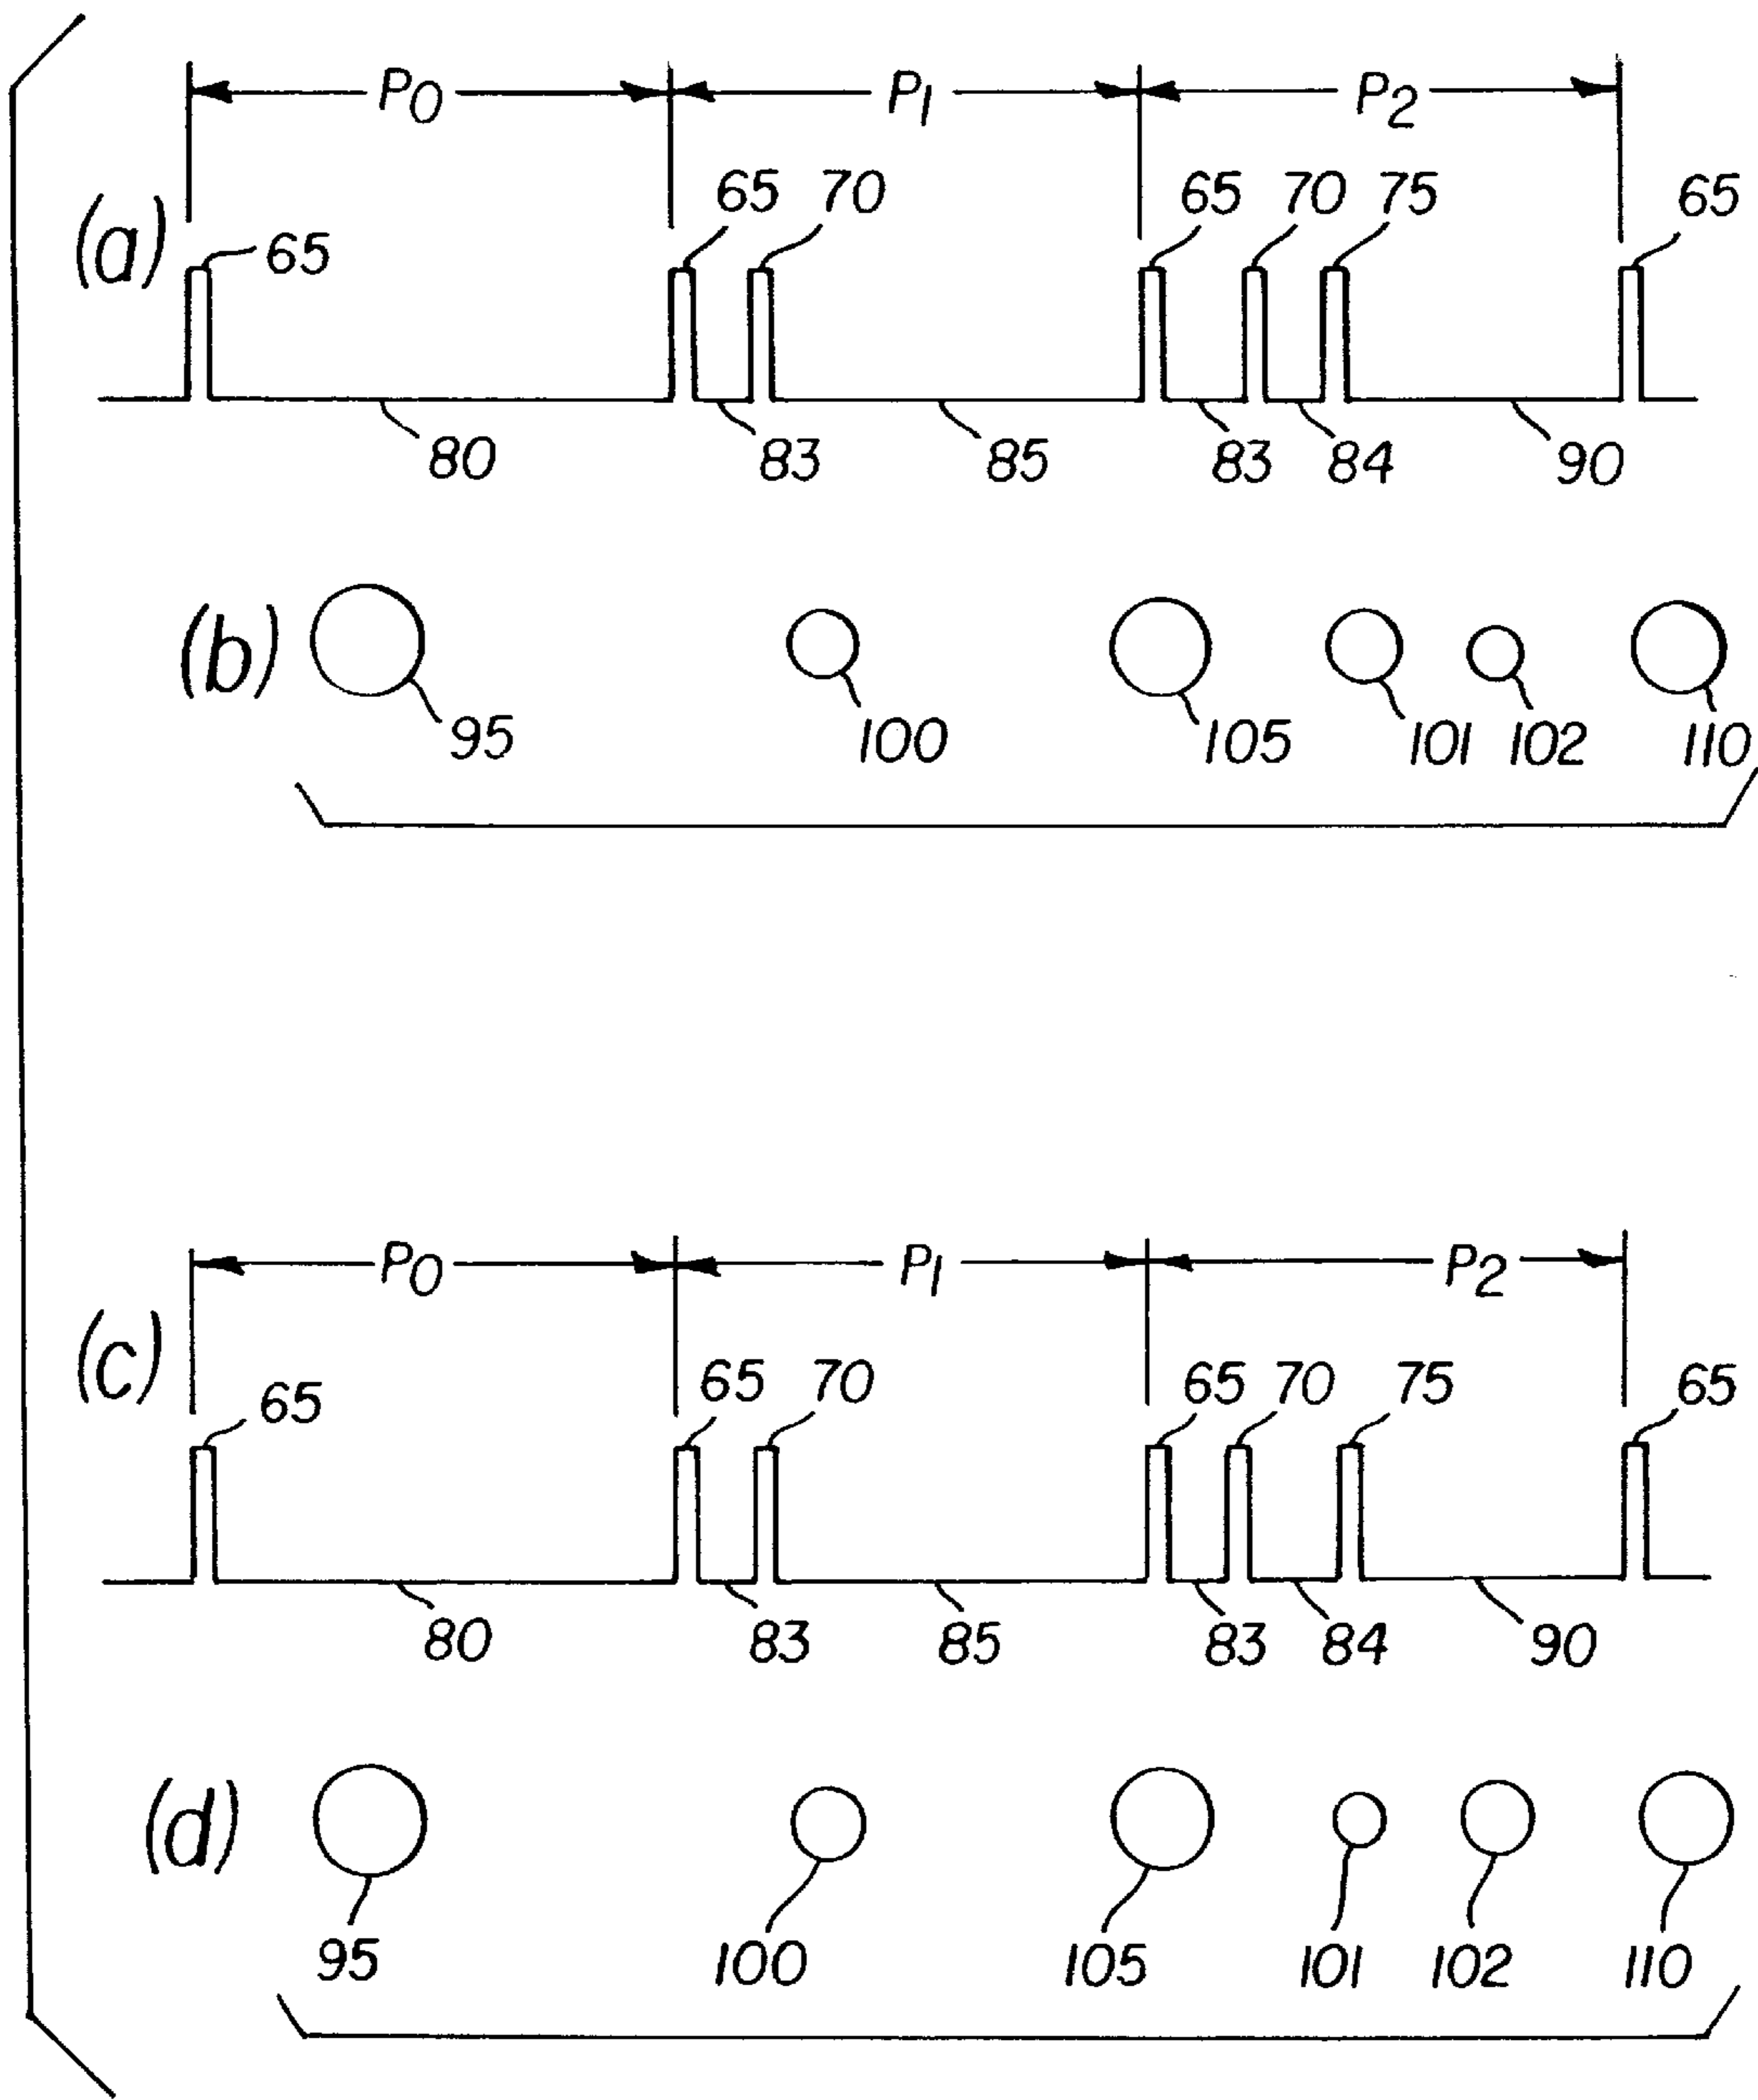 P0 P1 P2
(a) 65 65 70 65 70 75 65
80 83 85 83 84 90
(b)
95 100 105 101 102 110
P0 P1 P2
(c) 65 65 70 65 70 75 65
80 83 85 83 84 90
(d)
95 100 105 101 102 110